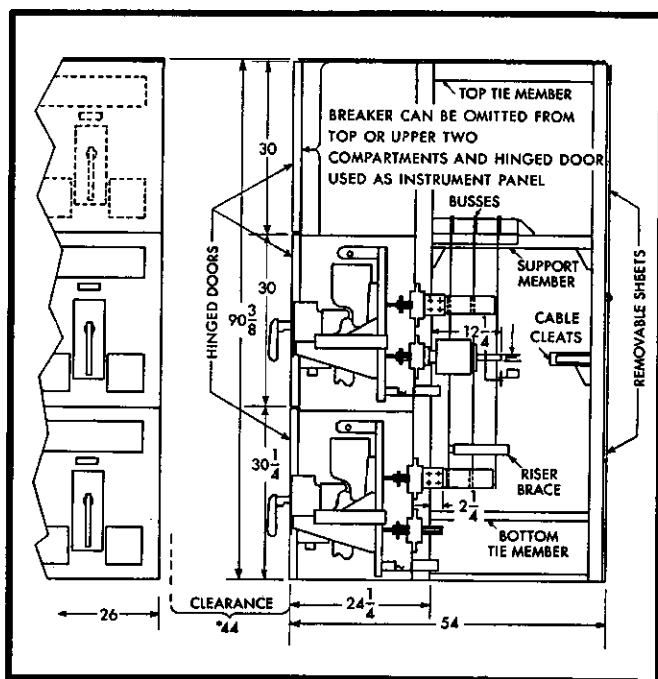 TOP TIE MEMBER
BREAKER CAN BE OMITTED FROM
TOP OR UPPER TWO
COMPARTMENTS AND HINGED DOOR
USED AS INSTRUMENT PANEL
BUSSES
30
HINGED DOORS
90 3/8
30
SUPPORT
MEMBER
REMOVABLE SHEETS
12 1/4
CABLE
CLEATS
30 1/4
RISER
BRACE
2 1/4
BOTTOM
TIE MEMBER
26
CLEARANCE
*44
24 1/4
54